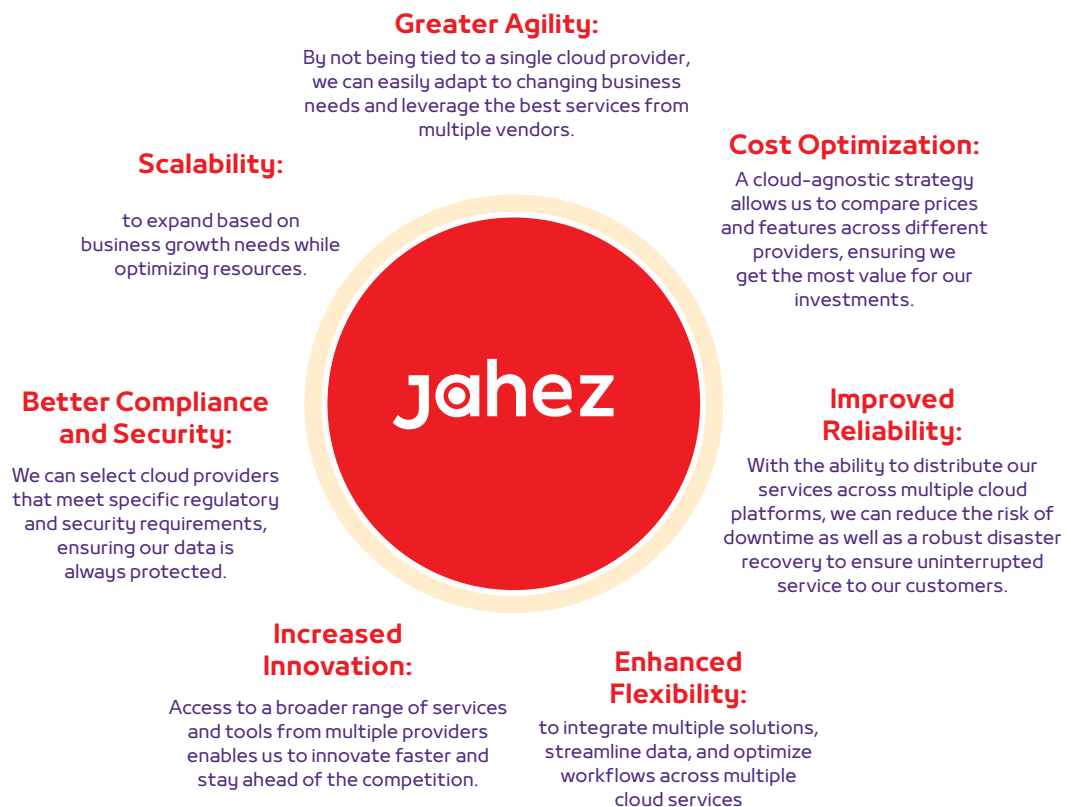 Greater Agility:
By not being tied to a single cloud provider,
we can easily adapt to changing business
needs and leverage the best services from
multiple vendors.
Cost Optimization:
A cloud-agnostic strategy
allows us to compare prices
and features across different
providers, ensuring we
get the most value for our
investments.
Improved
Reliability:
With the ability to distribute our
services across multiple cloud
platforms, we can reduce the risk of
downtime as well as a robust disaster
recovery to ensure uninterrupted
service to our customers.
Enhanced
Flexibility:
to integrate multiple solutions,
streamline data, and optimize
workflows across multiple
cloud services
Increased
Innovation:
Access to a broader range of services
and tools from multiple providers
enables us to innovate faster and
stay ahead of the competition.
Better Compliance
and Security:
We can select cloud providers
that meet specific regulatory
and security requirements,
ensuring our data is
always protected.
Scalability:
to expand based on
business growth needs while
optimizing resources.
jahez